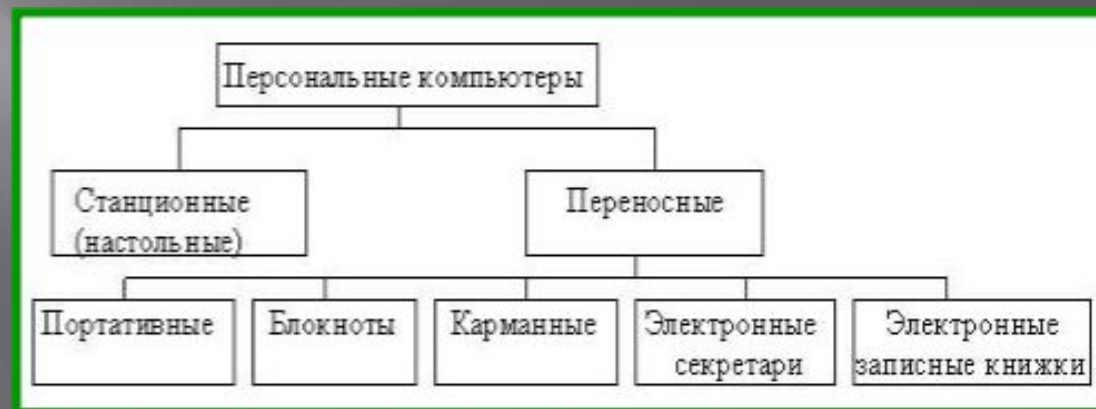 Персональные компьютеры
Станционные
(настольные)
Переносные
Портативные
Блокноты
Карманные
Электронные
секретари
Электронные
записные книжки